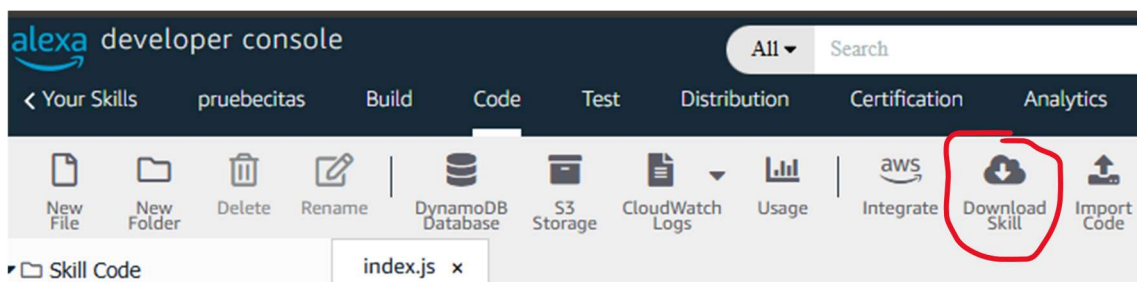 alexa developer console All Search
Your Skills pruebecitas Build Code Test Distribution Certification Analytics
New File New Folder Delete Rename DynamoDB Database S3 Storage CloudWatch Logs Usage aws Integrate Download Skill Import Code
Skill Code index.js x